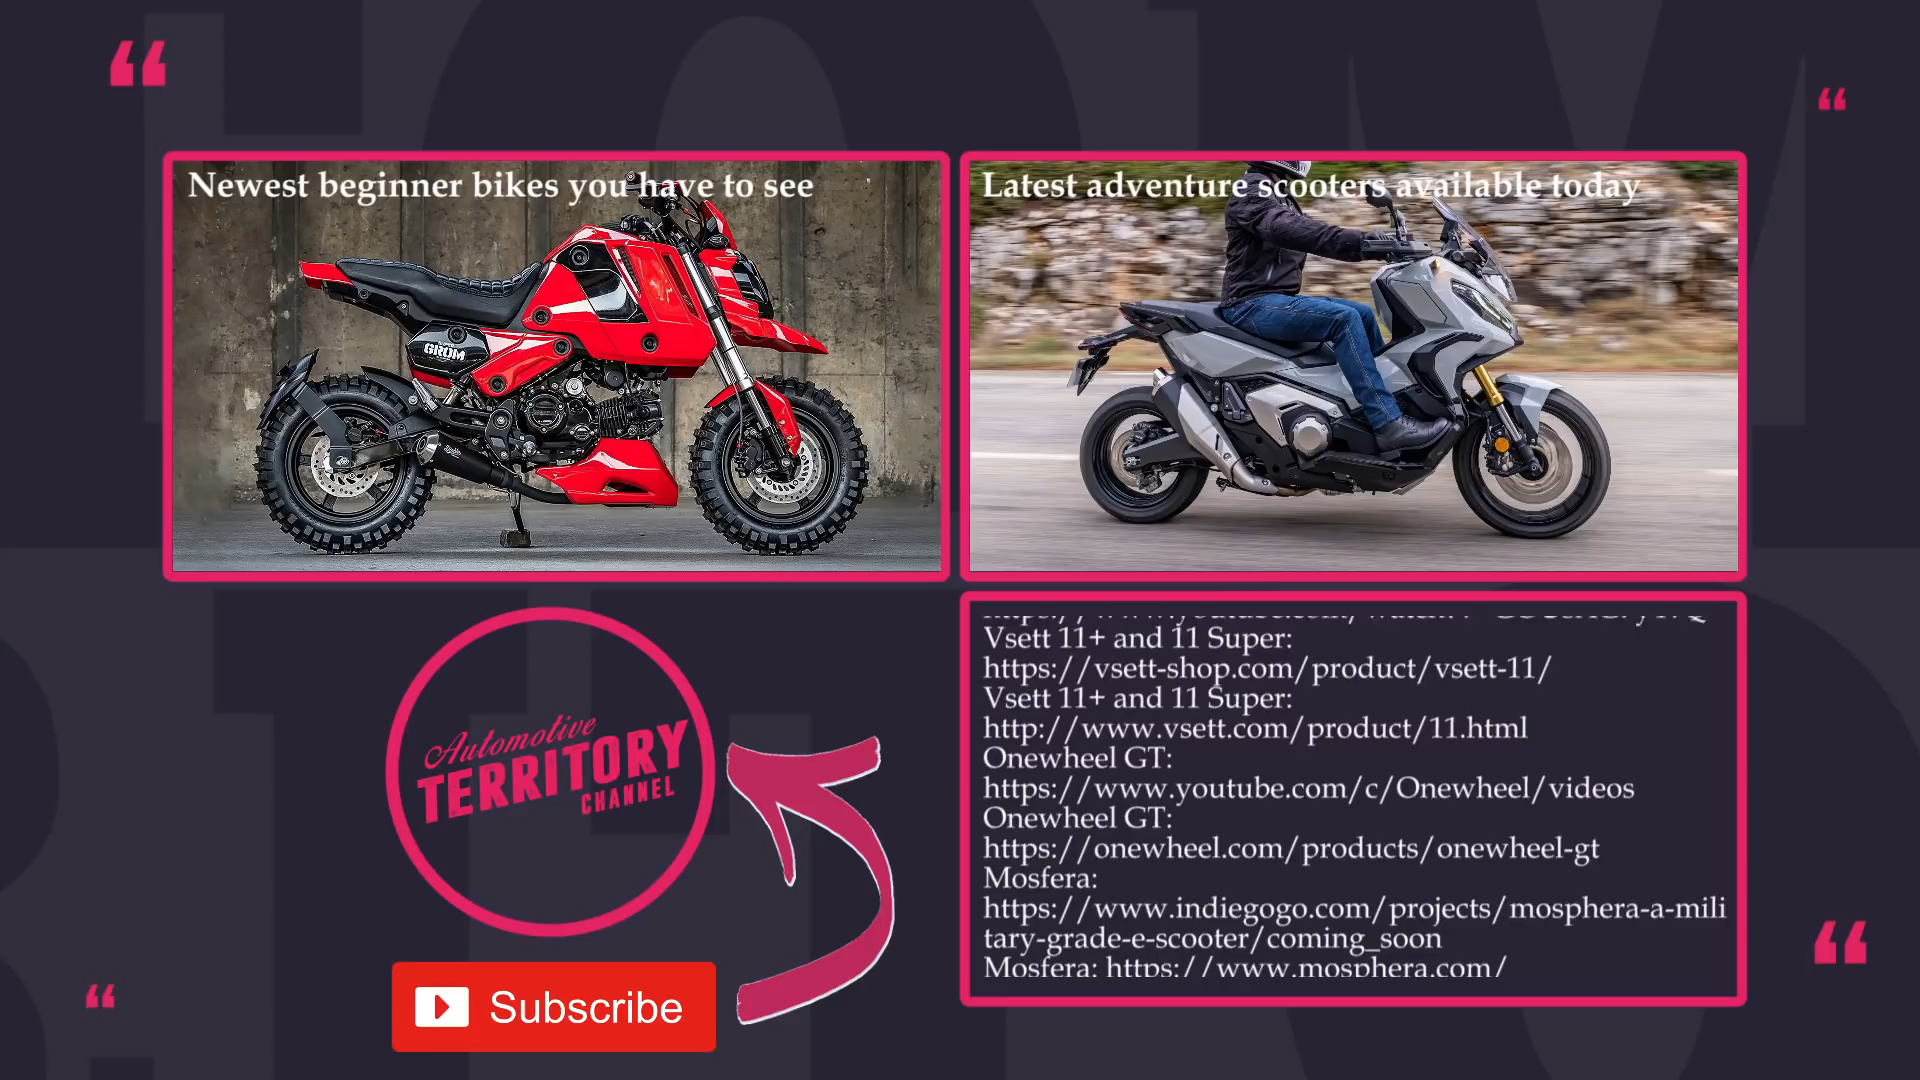 Newest beginner bikes you have to see
Latest adventure scooters available today
GROM
Vsett 11+ and 11 Super:
https://vsett-shop.com/product/vsett-11/
Vsett 11+ and 11 Super:
http://www.vsett.com/product/11.html
Onewheel GT:
https://www.youtube.com/c/Onewheel/videos
Onewheel GT:
https://onewheel.com/products/onewheel-gt
Mosfera:
https://www.indiegogo.com/projects/mosphera-a-mili
tary-grade-e-scooter/coming_soon
Mosfera: https://www.mosphera.com/
Automotive
TERRITORY
CHANNEL
Subscribe